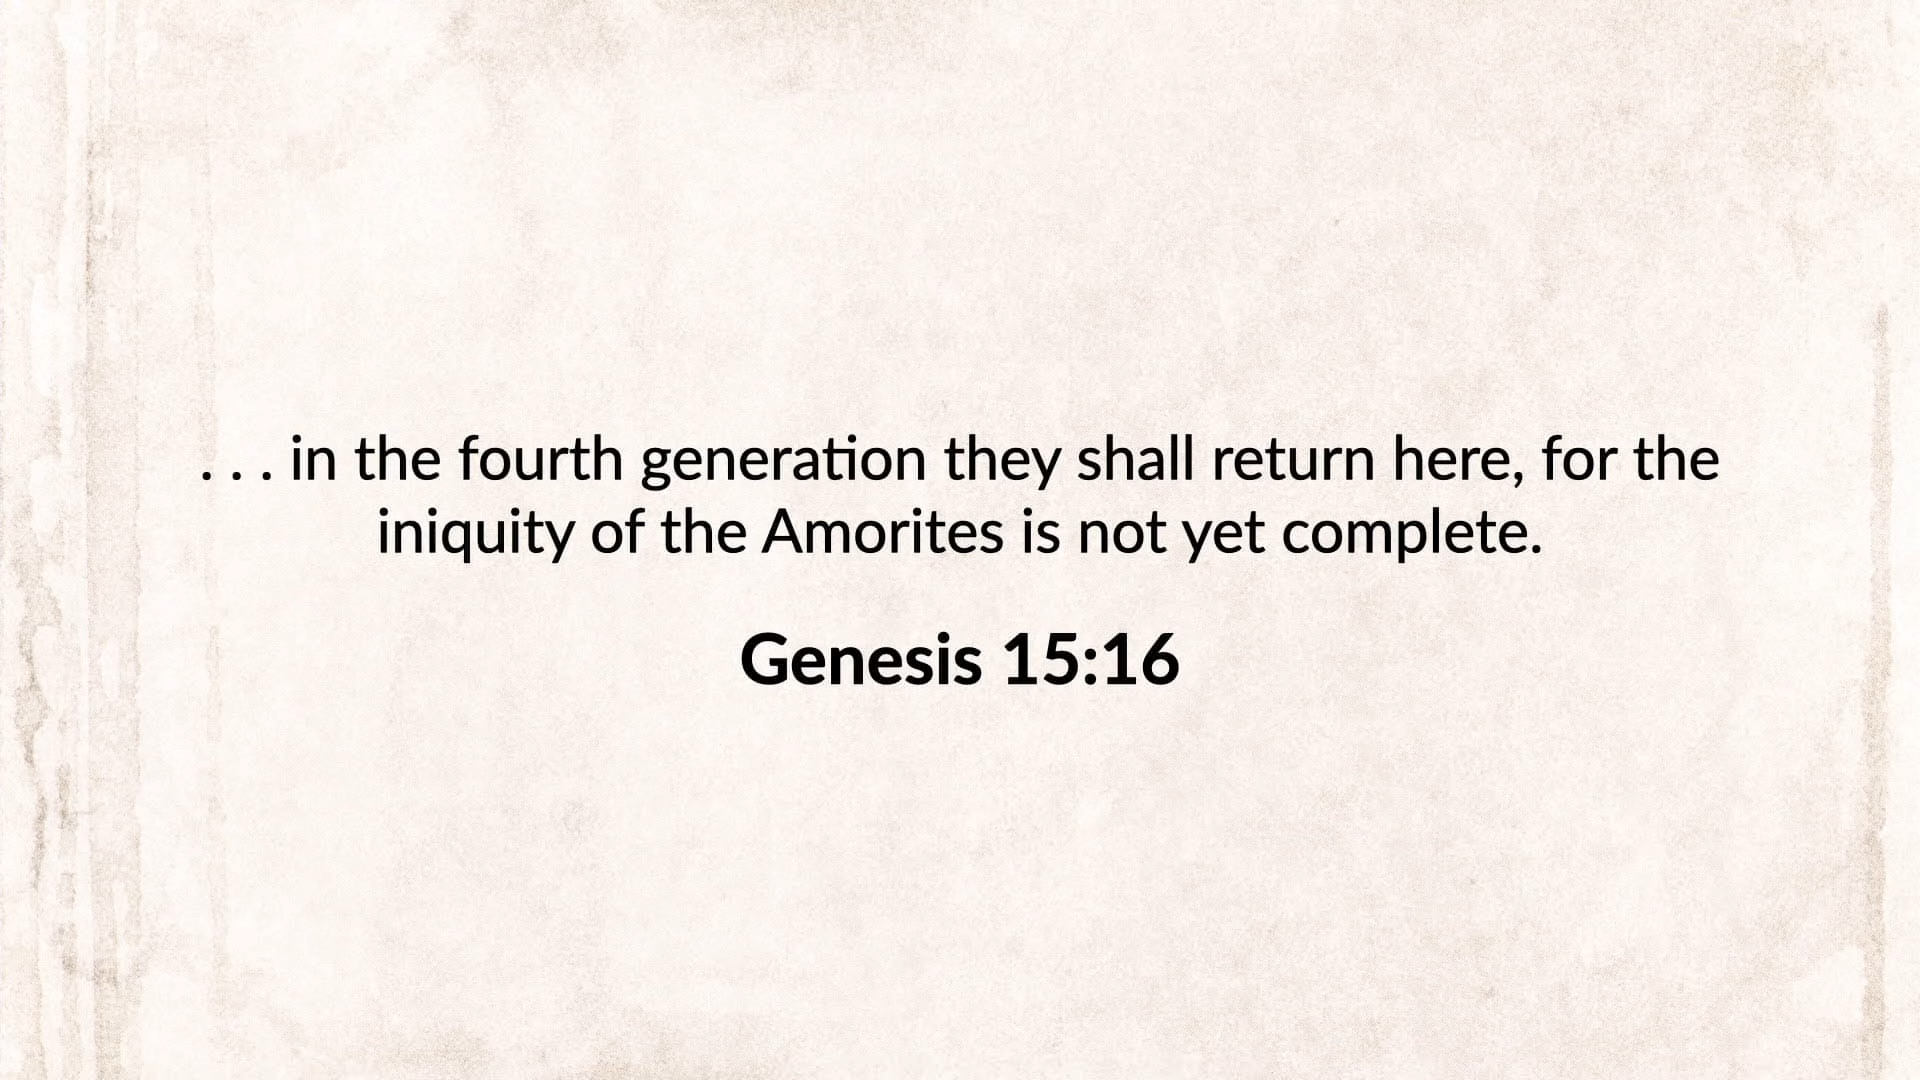 . . . in the fourth generation they shall return here, for the
iniquity of the Amorites is not yet complete.
Genesis 15:16